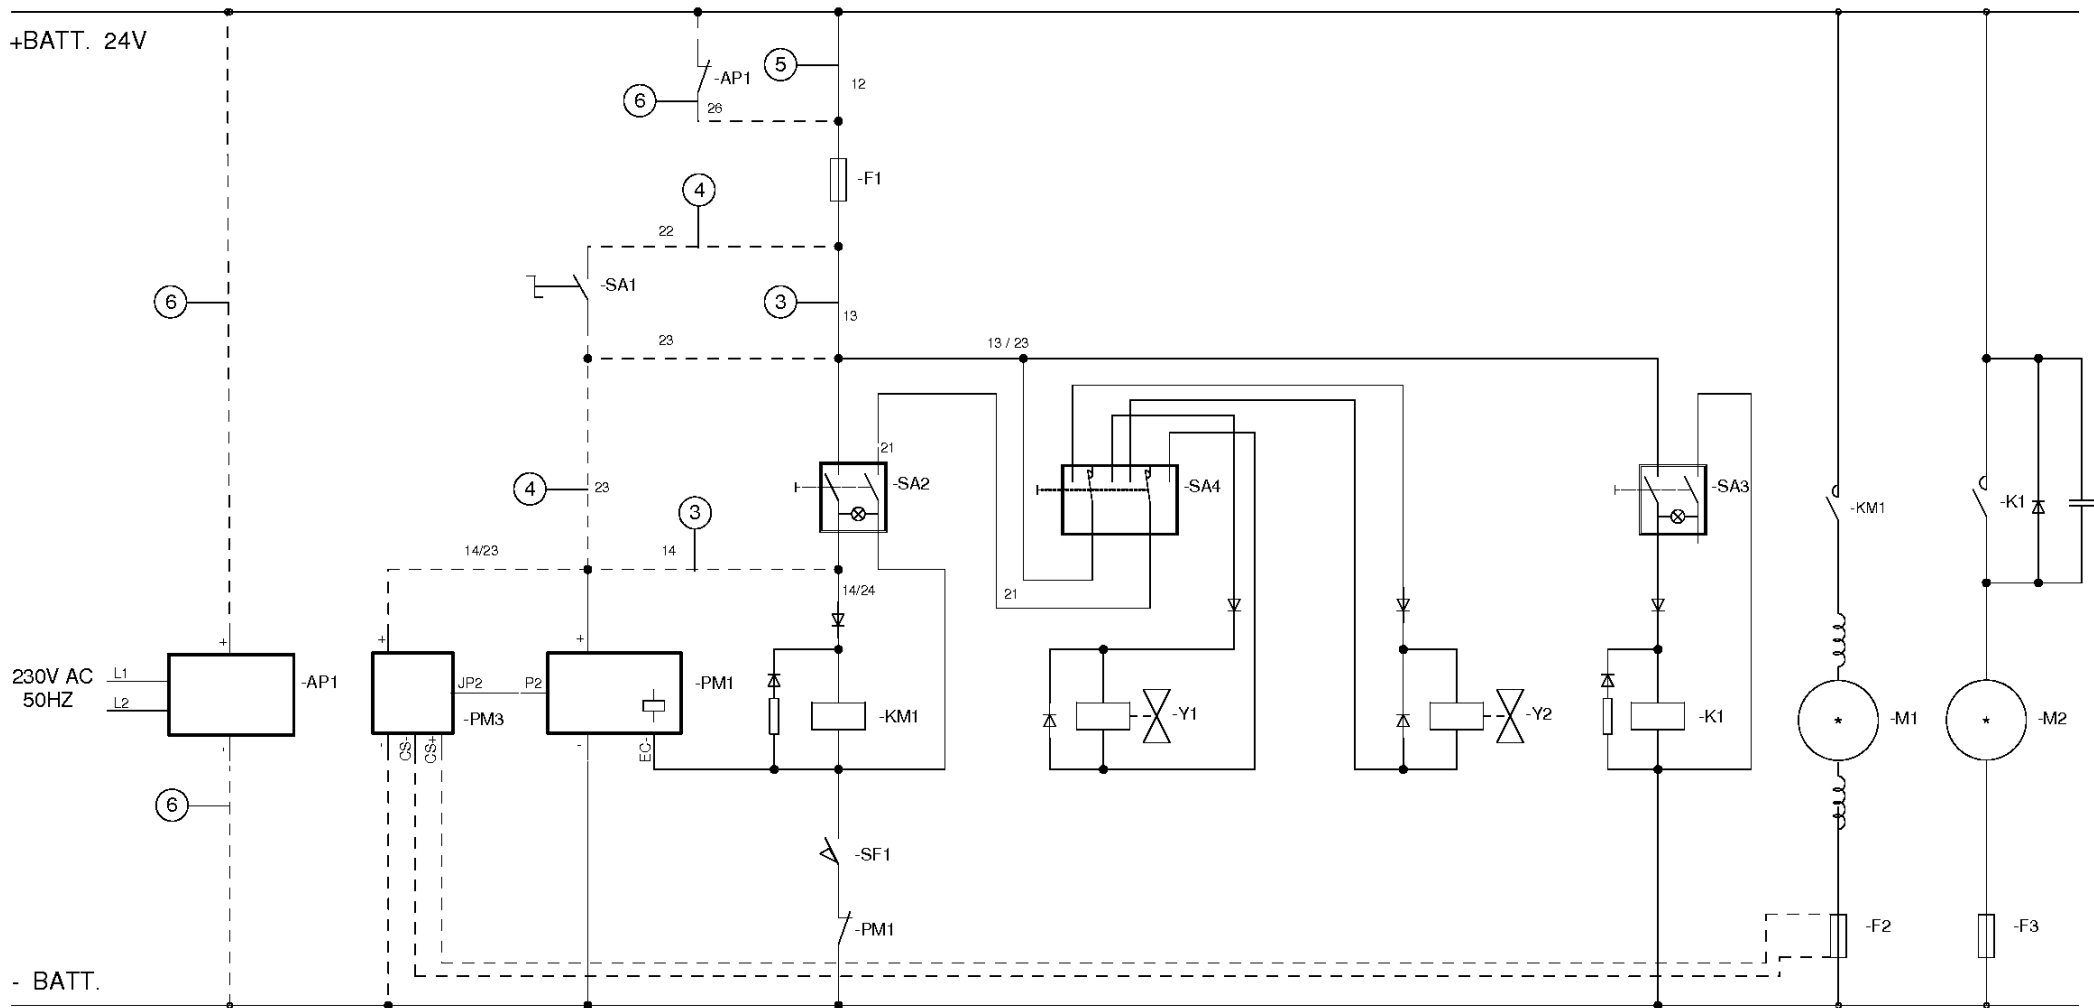 +BATT. 24V
5
-AP1
12
6
26
-F1
4
22
-SA1
6
3
13
23
13 / 23
21
-SA2
-SA4
-SA3
4
23
-KM1
-K1
3
14/23
14
14/24
21
+
+
+
230V AC
50HZ
L1
L2
-AP1
JP2
P2
-PM1
-PM3
-KM1
-Y1
-Y2
-K1
*
-M1
*
-M2
-
-
CS-
CS+
-
EC-
6
-SF1
-PM1
-F2
-F3
- BATT.